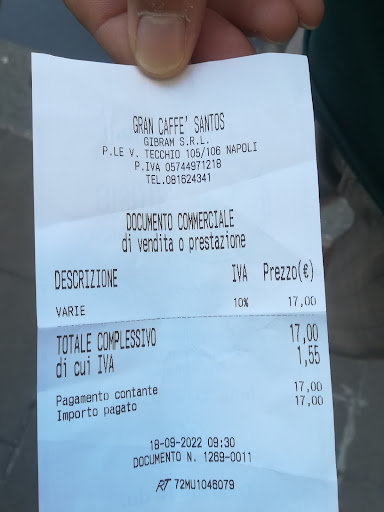 GRAN CAFFE' SANTOS
GIBRAM S.R.L.
P.LE V. TECCHIO 105/106 NAPOLI
P.IVA 05744971218
TEL.081624341
DOCUMENTO COMMERCIALE
di vendita o prestazione
DESCRIZIONE IVA Prezzo(€)
VARIE 10% 17,00
TOTALE COMPLESSIVO 17,00
di cui IVA 1,55
Pagamento contante 17,00
Importo pagato 17,00
18-09-2022 09:30
DOCUMENTO N. 1269-0011
RT 72MU1046079